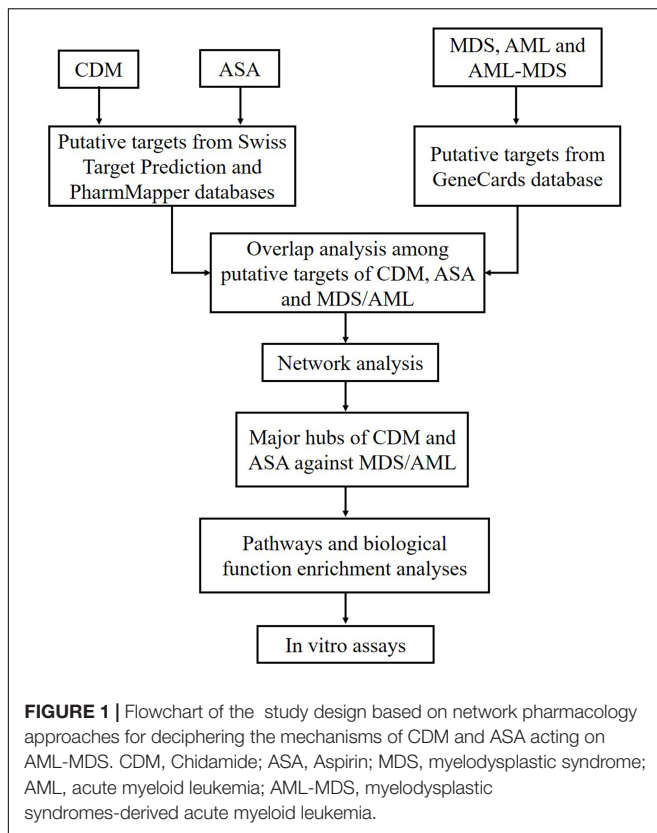 CDM
ASA
MDS, AML and
AML-MDS
Putative targets from Swiss
Target Prediction and
PharmMapper databases
Putative targets from
GeneCards database
Overlap analysis among
putative targets of CDM, ASA
and MDS/AML
Network analysis
Major hubs of CDM and
ASA against MDS/AML
Pathways and biological
function enrichment analyses
In vitro assays
FIGURE 1 | Flowchart of the study design based on network pharmacology
approaches for deciphering the mechanisms of CDM and ASA acting on
AML-MDS. CDM, Chidamide; ASA, Aspirin; MDS, myelodysplastic syndrome;
AML, acute myeloid leukemia; AML-MDS, myelodysplastic
syndromes-derived acute myeloid leukemia.